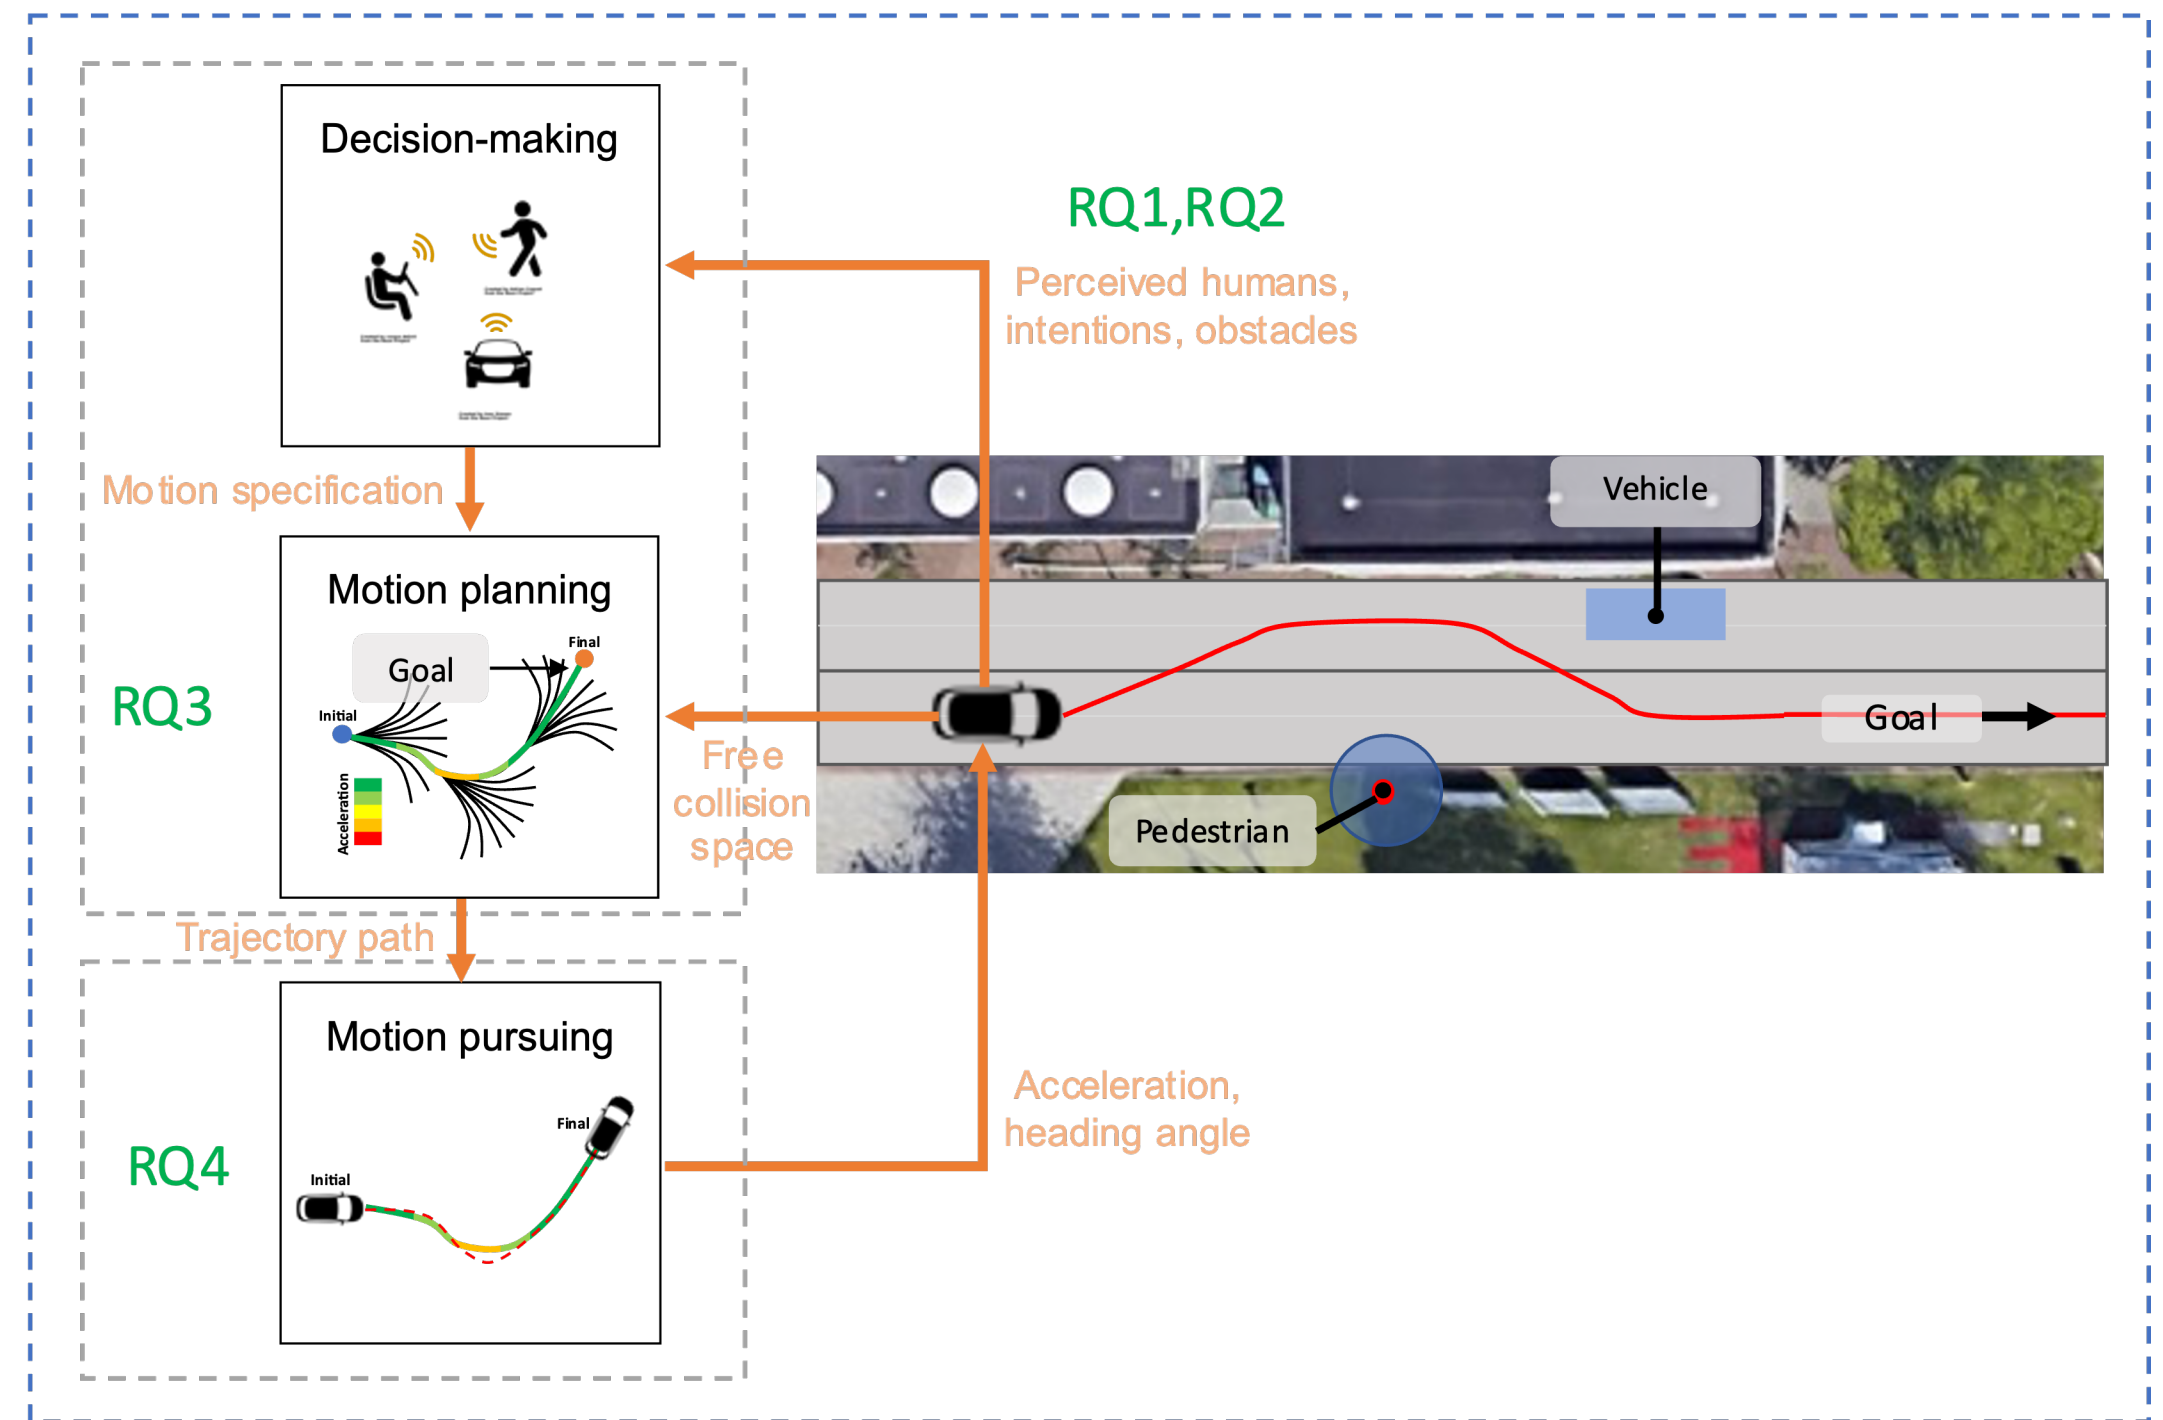 Decision-making
RQ1,RQ2
Perceived humans,
intentions, obstacles
Motion specification
Vehicle
Motion planning
Goal
Final
Initial
Acceleration
RQ3
Free
collision
space
Goal
Pedestrian
Trajectory path
Motion pursuing
Final
Initial
RQ4
Acceleration,
heading angle